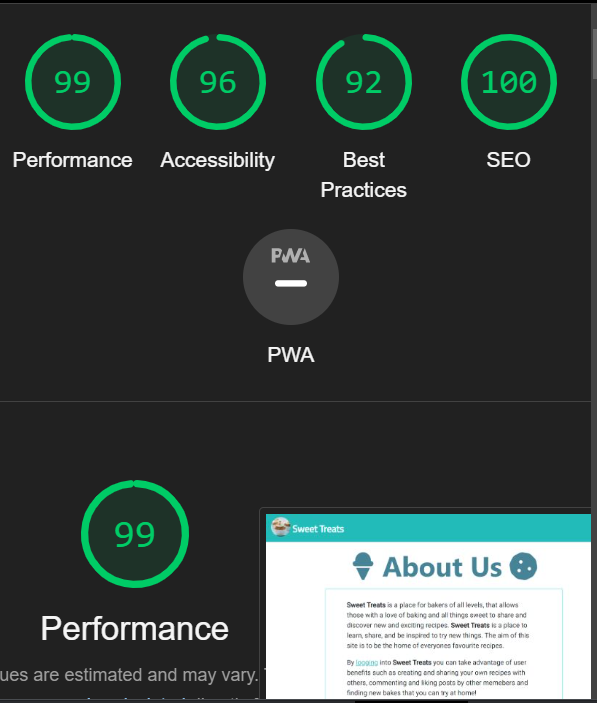 99
96
92
100
Performance
Accessibility
Best
Practices
SEO
PWA
PWA
99
Performance
ues are estimated and may vary.
Sweet Treats
About Us
Sweet Treats is a place for bakers of all levels, that allows
those with a love of baking and all things sweet to share and
discover new and exciting recipes. Sweet Treats is a place to
learn, share, and be inspired to try new things. The aim of this
site is to be the home of everyones favourite recipes.
By logging into Sweet Treats you can take advantage of user
benefits such as creating and sharing your own recipes with
others, commenting and liking posts by other memebers and
finding new bakes that you can try at home!